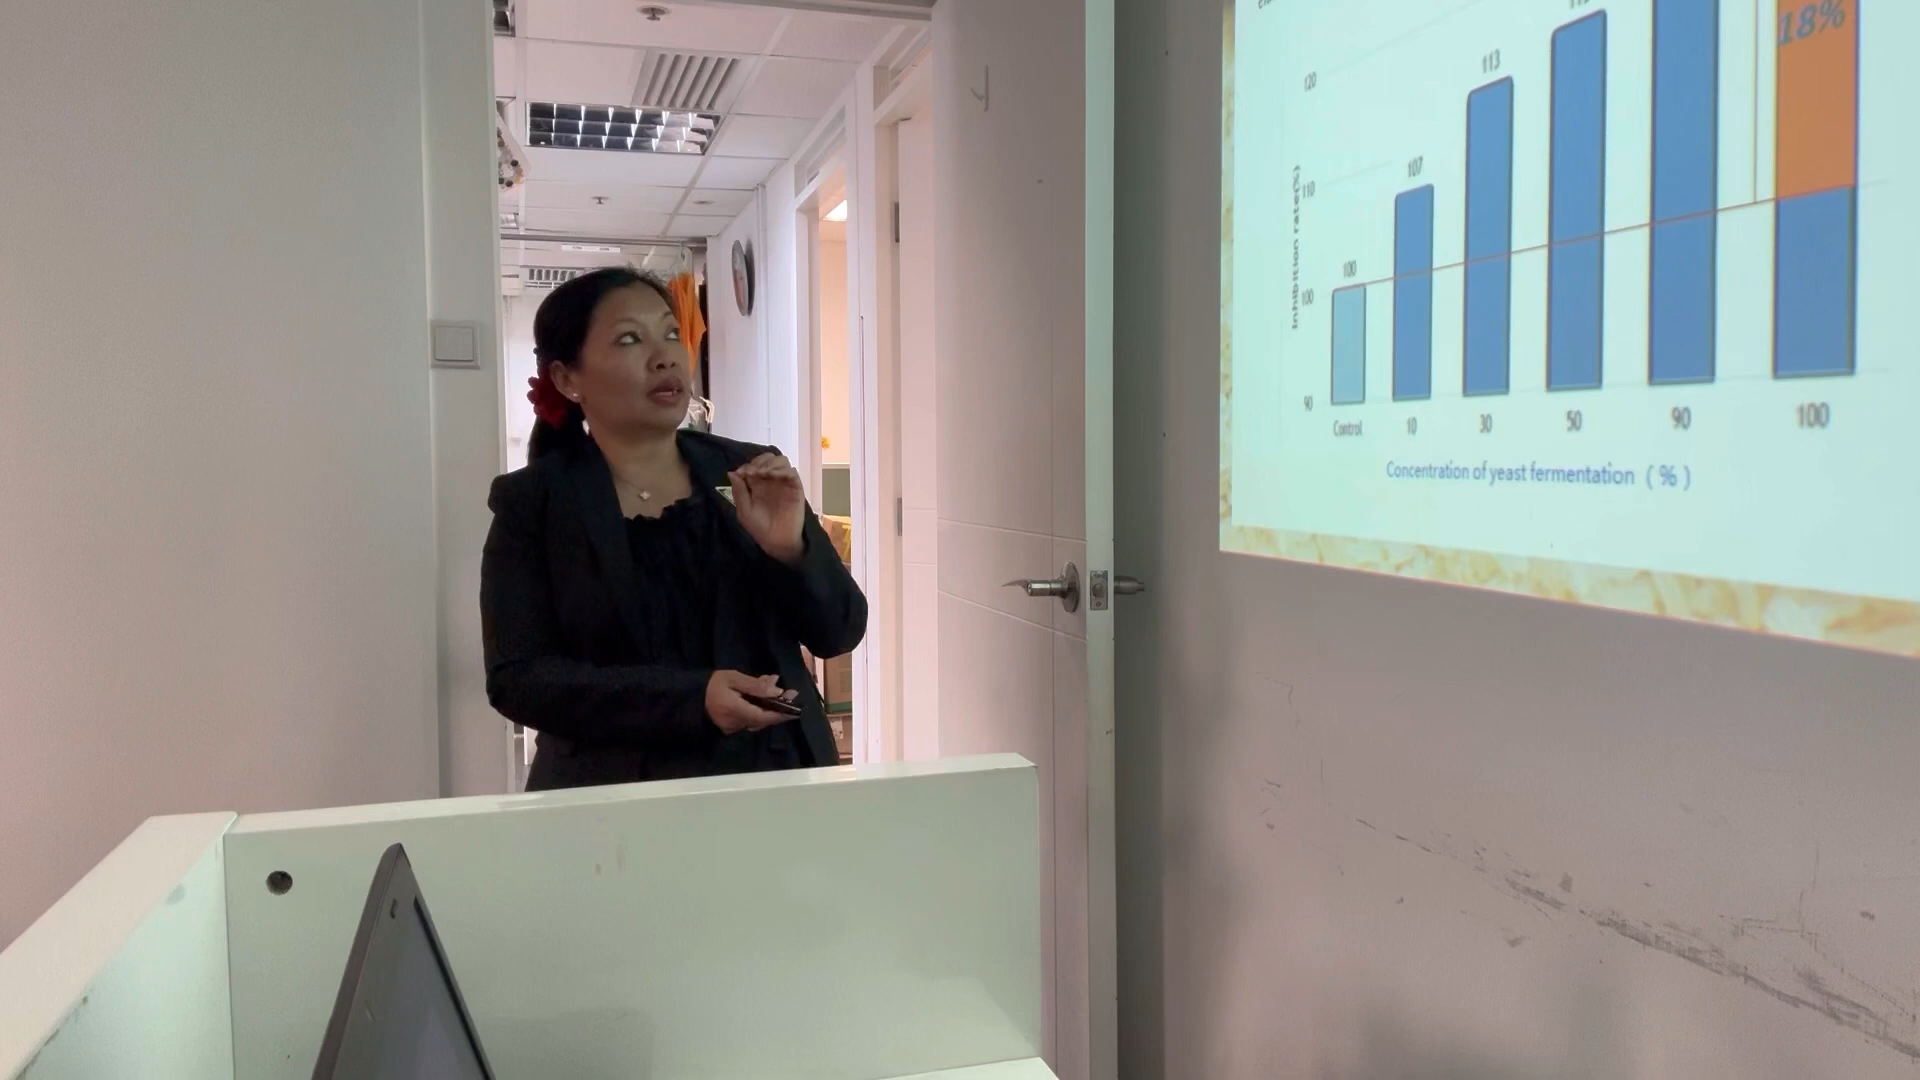 18%
120
113
107
110
100
100
90
Inhibition rate(%)
Control 10 30 50 90 100
Concentration of yeast fermentation ( % )